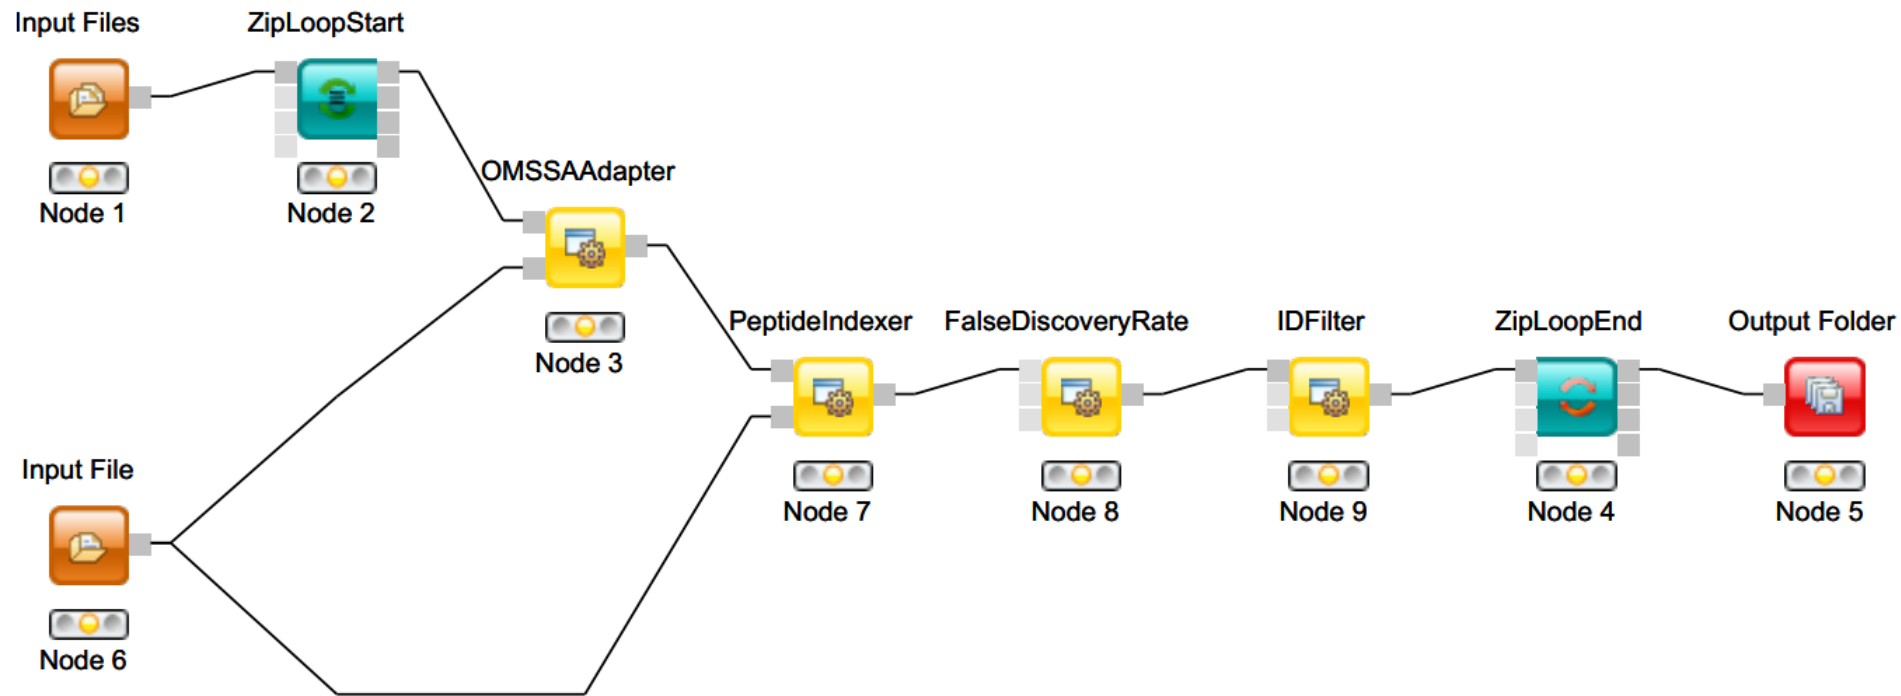 Input Files
ZipLoopStart
Node 1
Node 2
OMSSAAdapter
Node 3
PeptideIndexer
FalseDiscoveryRate
IDFilter
ZipLoopEnd
Output Folder
Node 7
Node 8
Node 9
Node 4
Node 5
Input File
Node 6